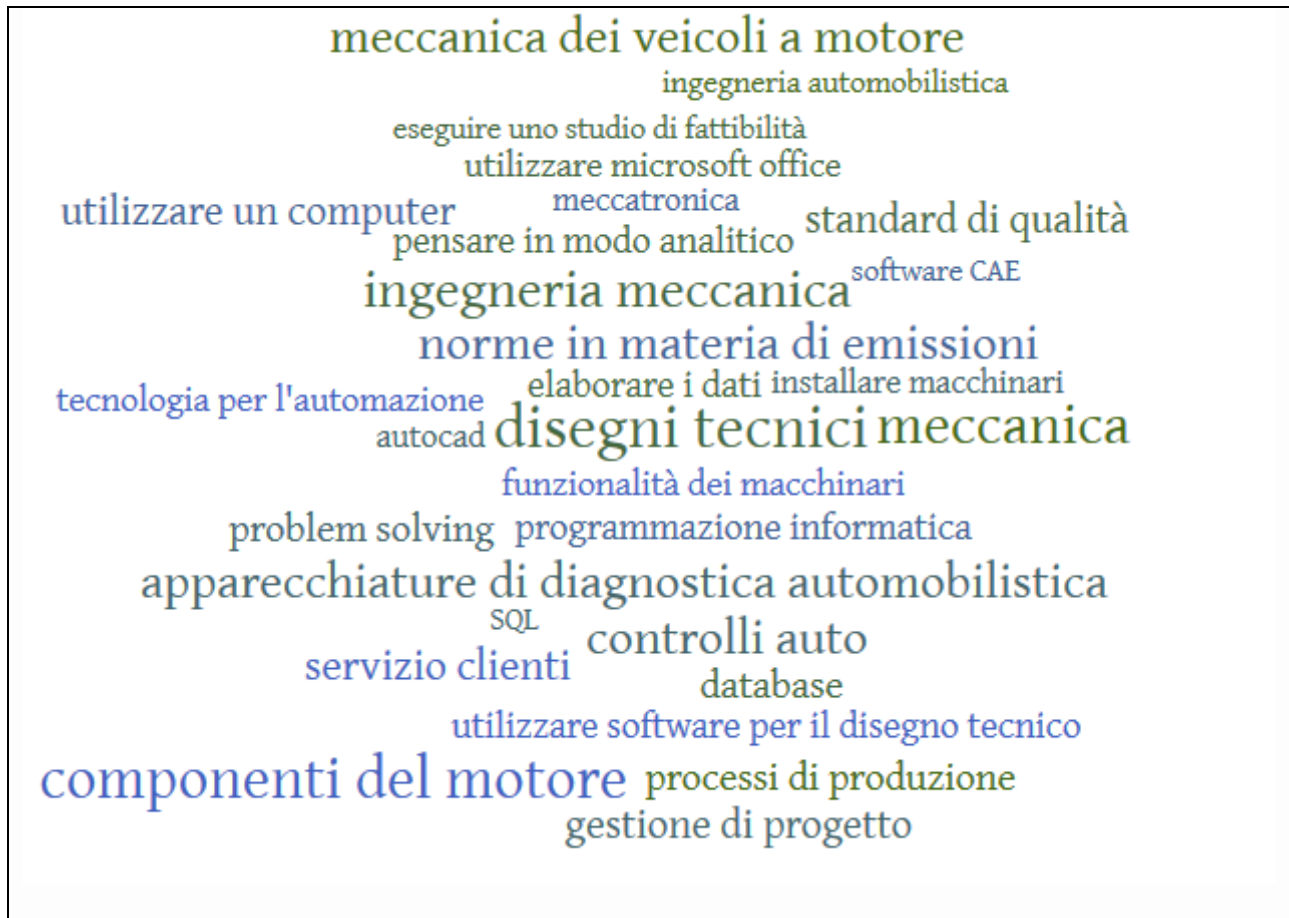 meccanica dei veicoli a motore
ingegneria automobilistica
eseguire uno studio di fattibilità
utilizzare microsoft office
meccatronica
utilizzare un computer
standard di qualità
pensare in modo analitico
software CAE
ingegneria meccanica
norme in materia di emissioni
elaborare i dati
installare macchinari
tecnologia per l'automazione
autocad
disegni tecnici
meccanica
funzionalità dei macchinari
problem solving
programmazione informatica
apparecchiature di diagnostica automobilistica
SQL
controlli auto
servizio clienti
database
utilizzare software per il disegno tecnico
componenti del motore
processi di produzione
gestione di progetto